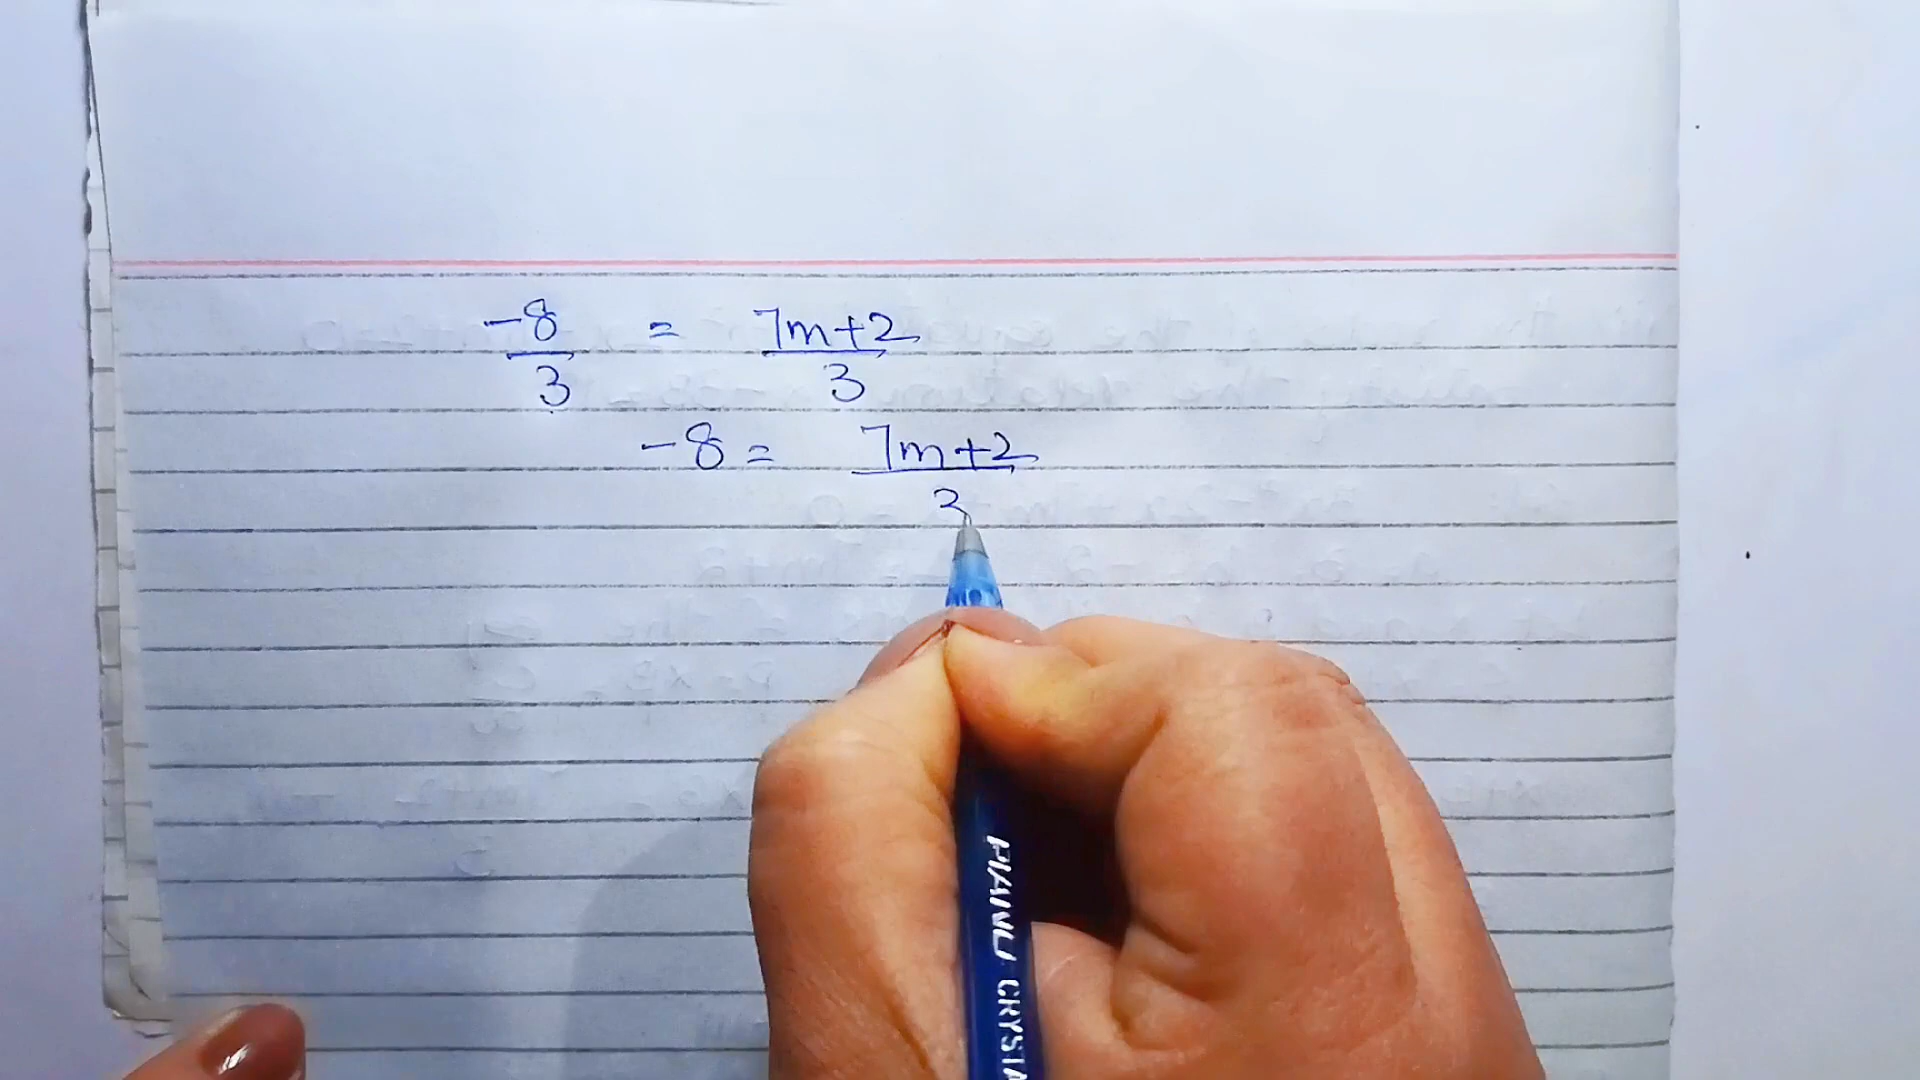 -8/3 = 7m+2/3
-8 = 7m+2/3
PIANO CRYSTA